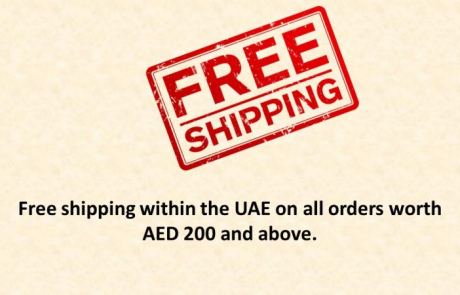 FREE
SHIPPING
Free shipping within the UAE on all orders worth
AED 200 and above.